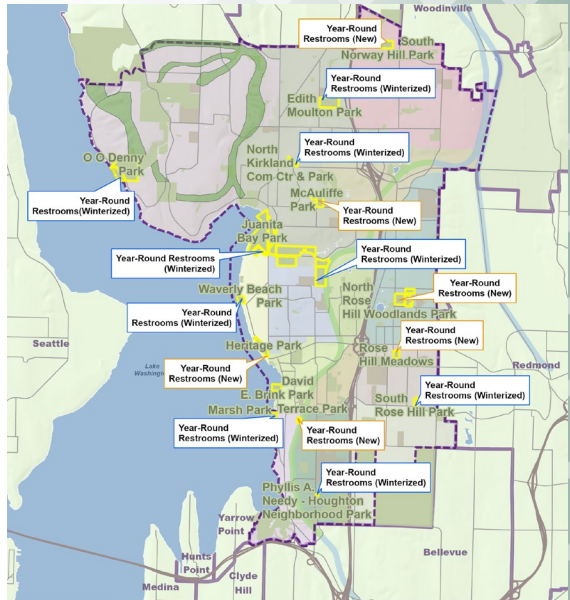 Woodinville
Year-Round
Restrooms (New)
South
Norway Hill Park
Year-Round
Restrooms (Winterized)
Edith
Moulton Park
Year-Round
Restrooms (Winterized)
North
Kirkland
Com Ctr & Park
O O Denny
Park
Year-Round
Restrooms(Winterized)
McAuliffe
Park
Year-Round
Restrooms (New)
Juanita
Bay Park
Year-Round Restrooms
(Winterized)
Year-Round
Restrooms (Winterized)
Waverly Beach
Park
Year-Round
Restrooms (Winterized)
North
Rose
Hill Woodlands Park
Year-Round
Restrooms (New)
Seattle
Heritage Park
Year-Round
Restrooms (New)
Rose
Hill Meadows
Year-Round
Restrooms (New)
Lake
Washington
Redmond
David
E. Brink Park
Marsh Park
Terrace Park
Year-Round
Restrooms (Winterized)
Year-Round
Restrooms (New)
South
Rose Hill Park
Year-Round
Restrooms (Winterized)
Year-Round
Restrooms (Winterized)
Phyllis A.
Needy - Houghton
Neighborhood Park
Yarrow
Point
Hunts
Point
Clyde
Hill
Medina
Bellevue